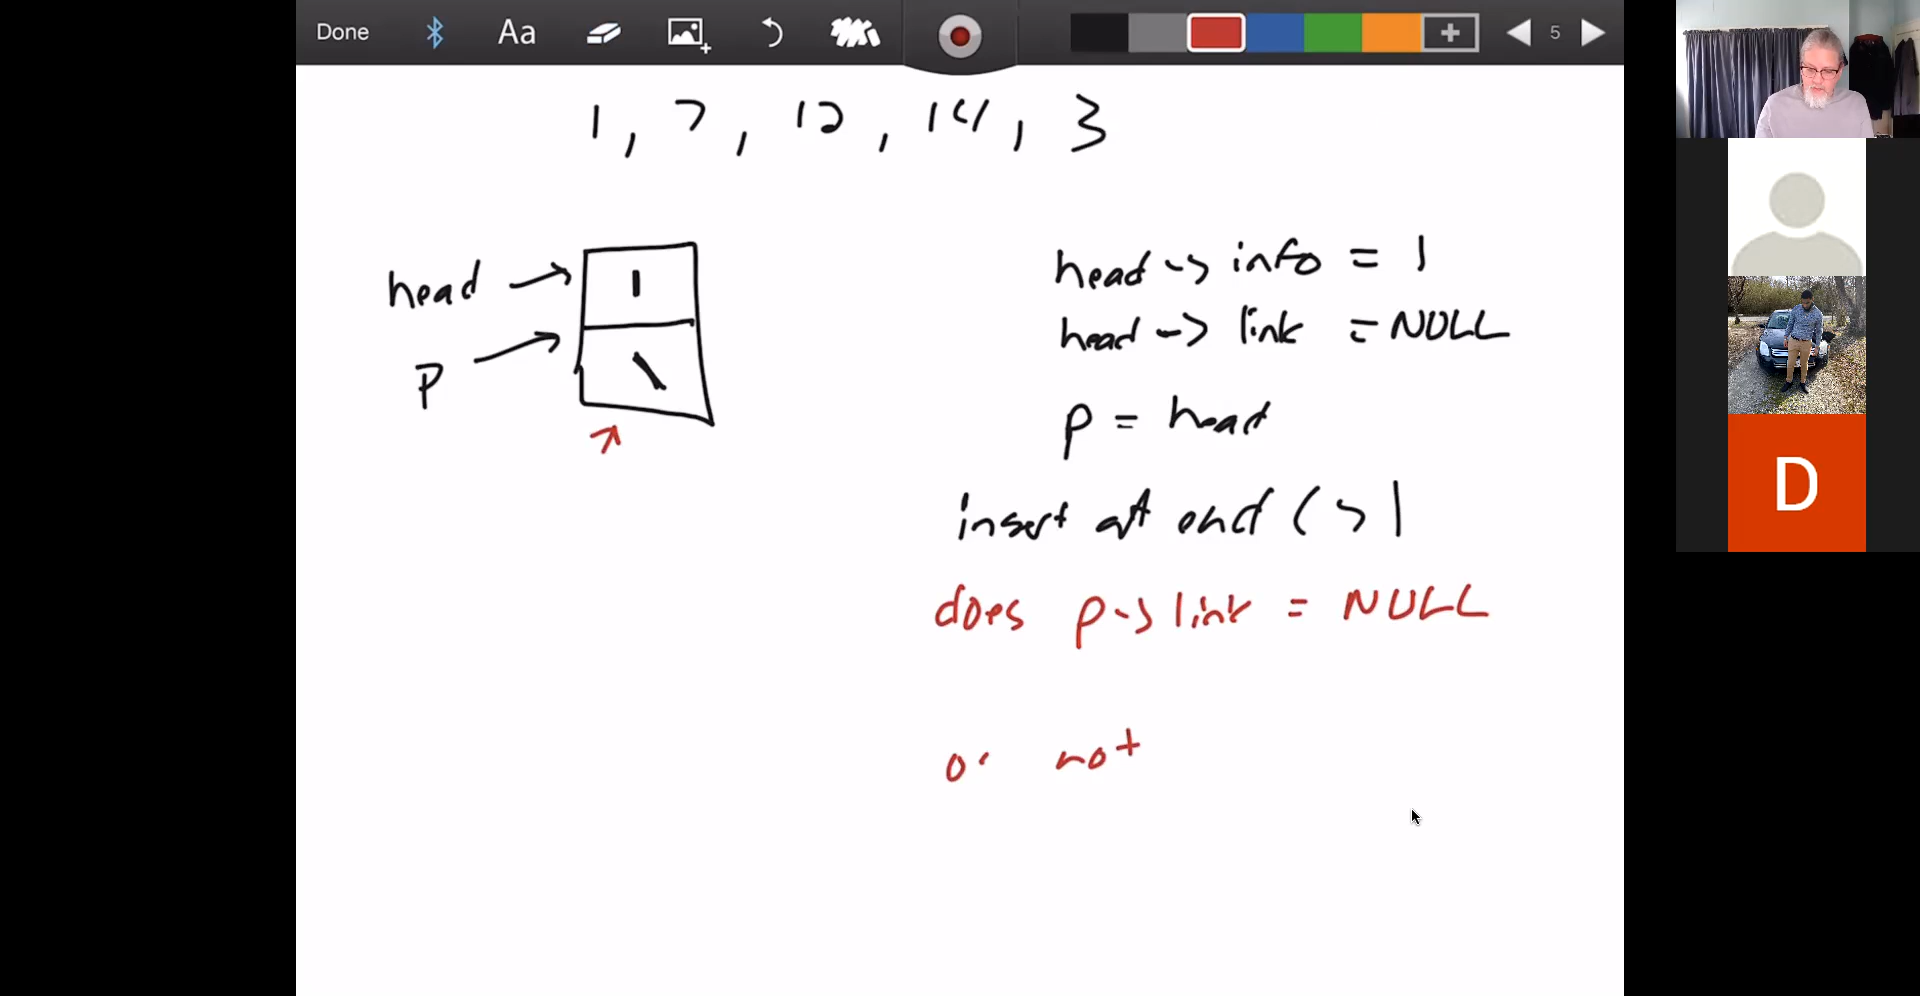 Done Aa 5
1, 7, 12, 14, 3
head → 1
p →
head -> info = 1
head -> link = NULL
p = head
insert at end ( > 1
does p -> link = NULL
or not
D